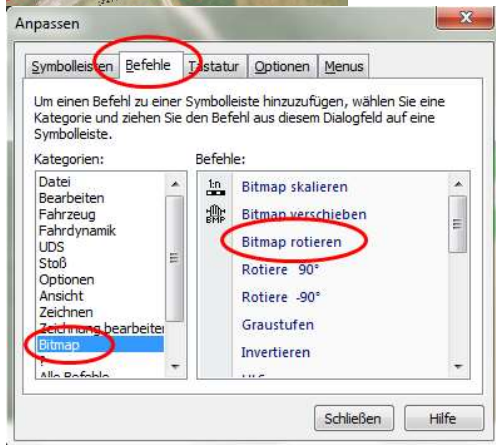 Anpassen
Symbolleisten Befehle Tastatur Optionen Menus
Um einen Befehl zu einer Symbolleiste hinzuzufügen, wählen Sie eine
Kategorie und ziehen Sie den Befehl aus diesem Dialogfeld auf eine
Symbolleiste.
Kategorien:
Datei
Bearbeiten
Fahrzeug
Fahrdynamik
UDS
Stoß
Optionen
Ansicht
Zeichnen
Zeichnung bearbeiten
Bitmap
?
Alle Befehle
Befehle:
1:n Bitmap skalieren
BMP Bitmap verschieben
Bitmap rotieren
Rotiere 90°
Rotiere -90°
Graustufen
Invertieren
Schließen Hilfe